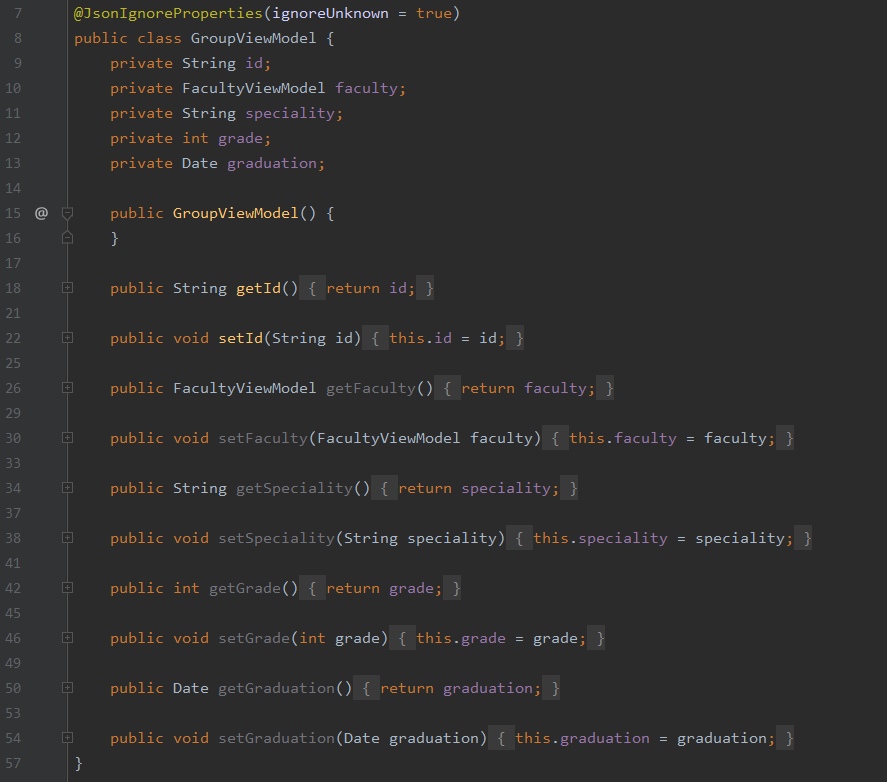 7 @JsonIgnoreProperties(ignoreUnknown = true)
8 public class GroupViewModel {
9 private String id;
10 private FacultyViewModel faculty;
11 private String speciality;
12 private int grade;
13 private Date graduation;
14
15 @ public GroupViewModel() {
16 }
17
18 public String getId() { return id; }
21
22 public void setId(String id) { this.id = id; }
25
26 public FacultyViewModel getFaculty() { return faculty; }
29
30 public void setFaculty(FacultyViewModel faculty) { this.faculty = faculty; }
33
34 public String getSpeciality() { return speciality; }
37
38 public void setSpeciality(String speciality) { this.speciality = speciality; }
41
42 public int getGrade() { return grade; }
45
46 public void setGrade(int grade) { this.grade = grade; }
49
50 public Date getGraduation() { return graduation; }
53
54 public void setGraduation(Date graduation) { this.graduation = graduation; }
57 }